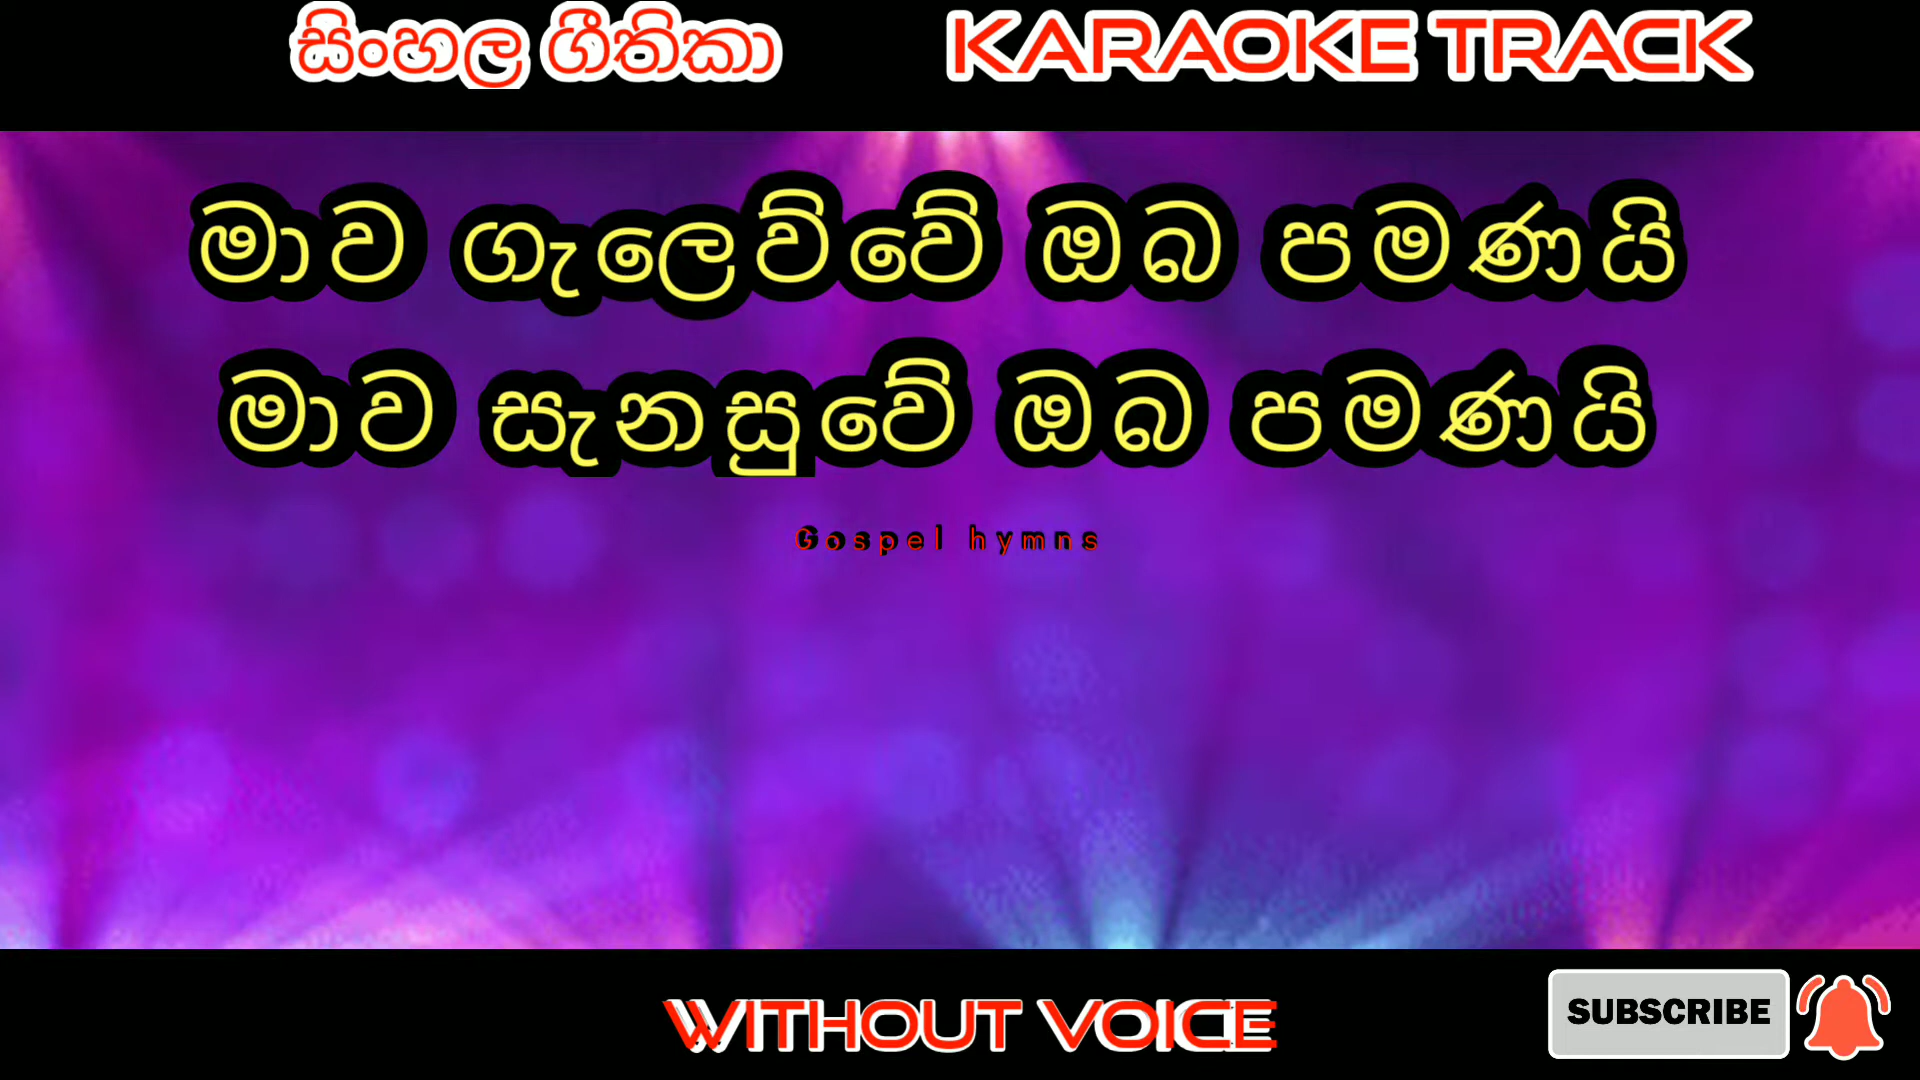 සිංහල ගීතිකා KARAOKE TRACK
මාව ගැලෙව්වේ ඔබ පමණයි
මාව සැනසුවේ ඔබ පමණයි
Gospel hymns
WITHOUT VOICE
SUBSCRIBE